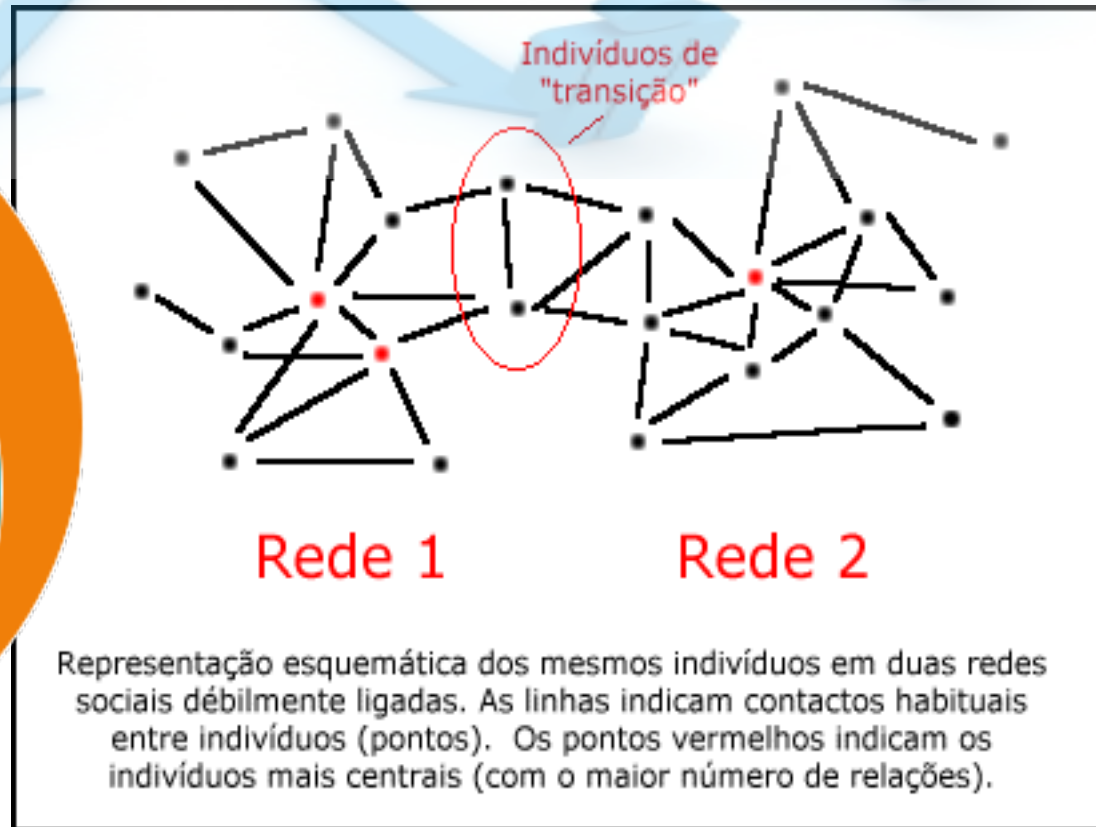 Indivíduos de
"transição"
Rede 1
Rede 2
Representação esquemática dos mesmos indivíduos em duas redes
sociais débilmente ligadas. As linhas indicam contactos habituais
entre indivíduos (pontos). Os pontos vermelhos indicam os
indivíduos mais centrais (com o maior número de relações).